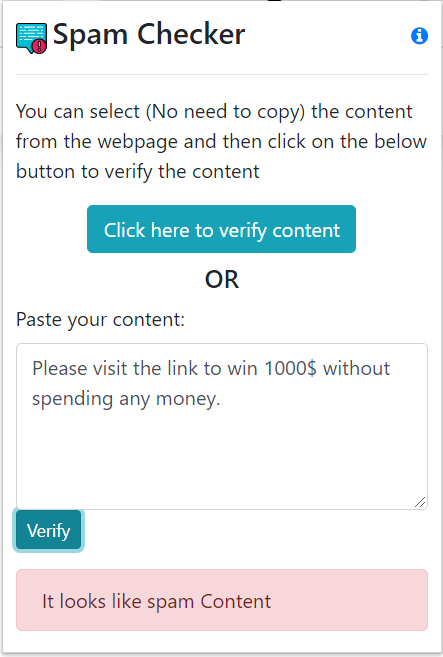 Spam Checker
You can select (No need to copy) the content
from the webpage and then click on the below
button to verify the content
Click here to verify content
OR
Paste your content:
Please visit the link to win 1000$ without
spending any money.
Verify
It looks like spam Content